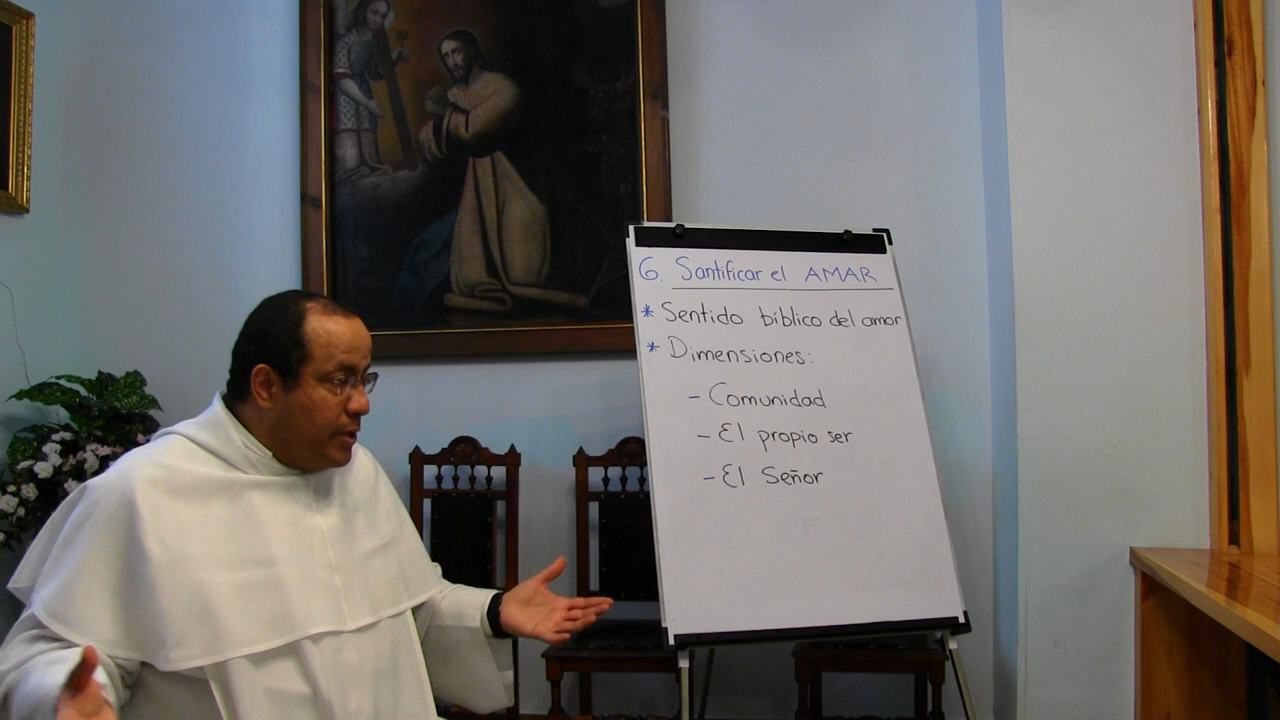 6. Santificar el AMAR
* Sentido bíblico del amor
* Dimensiones:
- Comunidad
- El propio ser
- El Señor